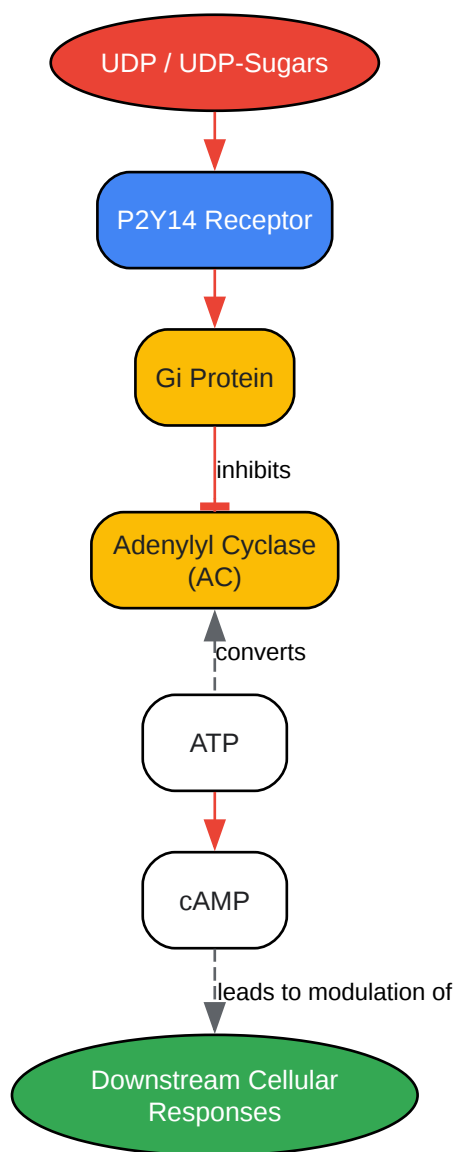 UDP / UDP-Sugars
P2Y14 Receptor
Gi Protein
inhibits
Adenylyl Cyclase
(AC)
converts
ATP
cAMP
leads to modulation of
Downstream Cellular
Responses